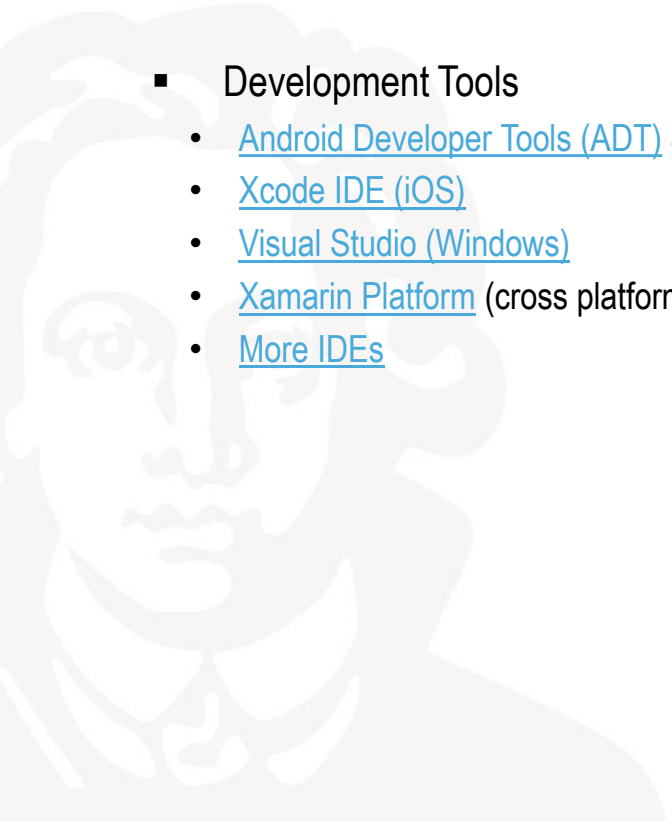 ▪ Development Tools
• Android Developer Tools (ADT)
• Xcode IDE (iOS)
• Visual Studio (Windows)
• Xamarin Platform (cross
• More IDEs